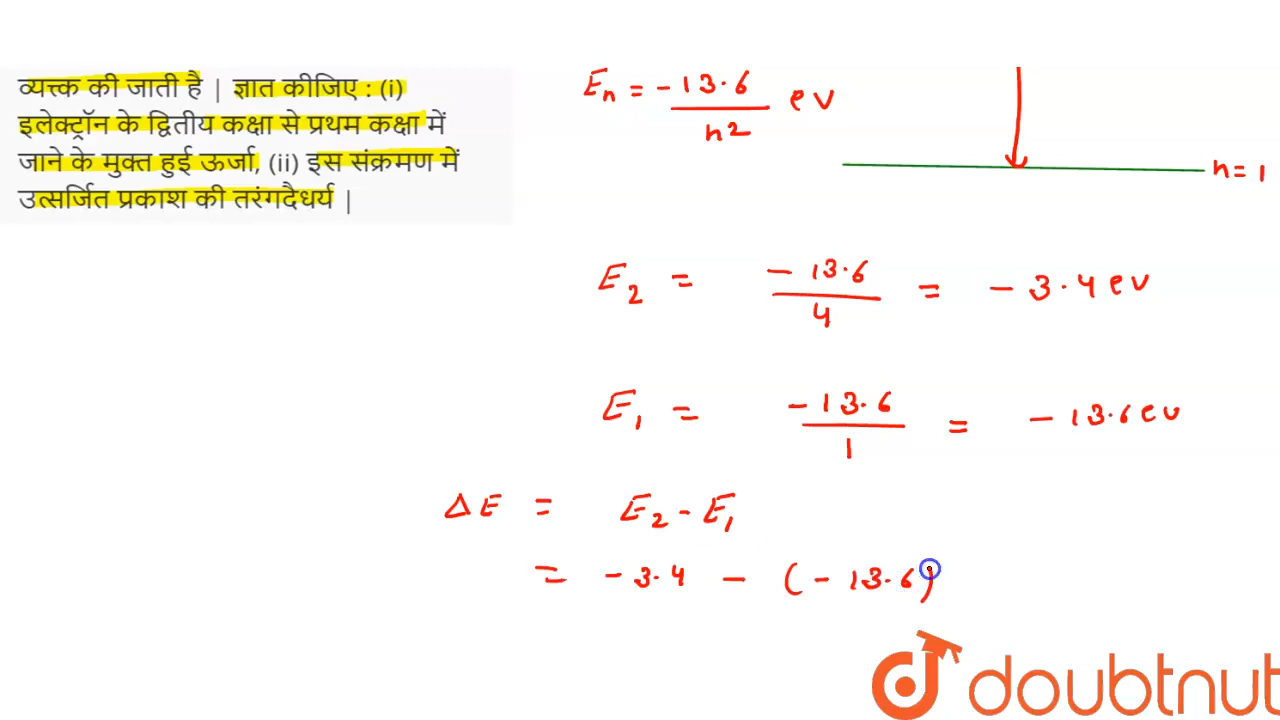 व्यक्त की जाती है | ज्ञात कीजिए : (i)
इलेक्ट्रॉन के द्वितीय कक्षा से प्रथम कक्षा में
जाने के मुक्त हुई ऊर्जा, (ii) इस संक्रमण में
उत्सर्जित प्रकाश की तरंगदैधर्य |
En = -13.6 / n2 ev
n = 1
E2 = -13.6 / 4 = -3.4 ev
E1 = -13.6 / 1 = -13.6 ev
ΔE = E2 - E1
= -3.4 - (-13.6)
doubtnut